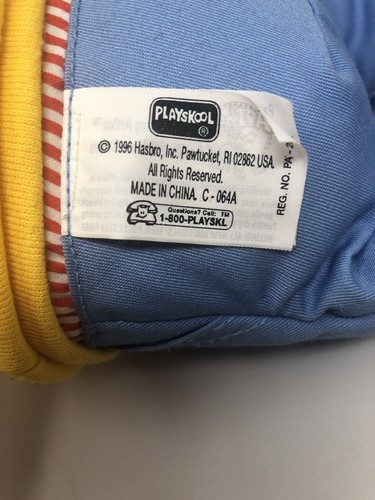 PLAYSKOOL
®
© 1996 Hasbro, Inc. Pawtucket, RI 02862 USA.
All Rights Reserved.
MADE IN CHINA. C - 064A
Questions? Call: TM
1-800-PLAYSKL
REG. NO. PA - 2